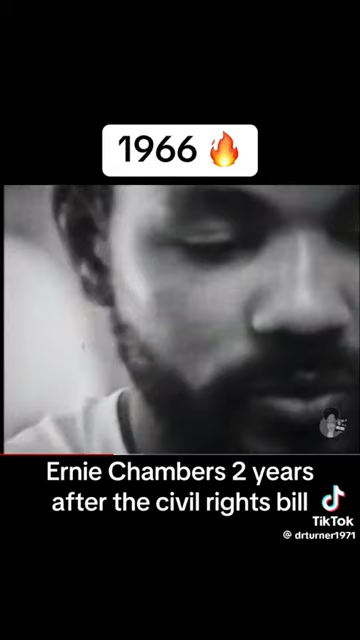 1966 🔥
Ernie Chambers 2 years
after the civil rights bill
TikTok
@ drturner1971